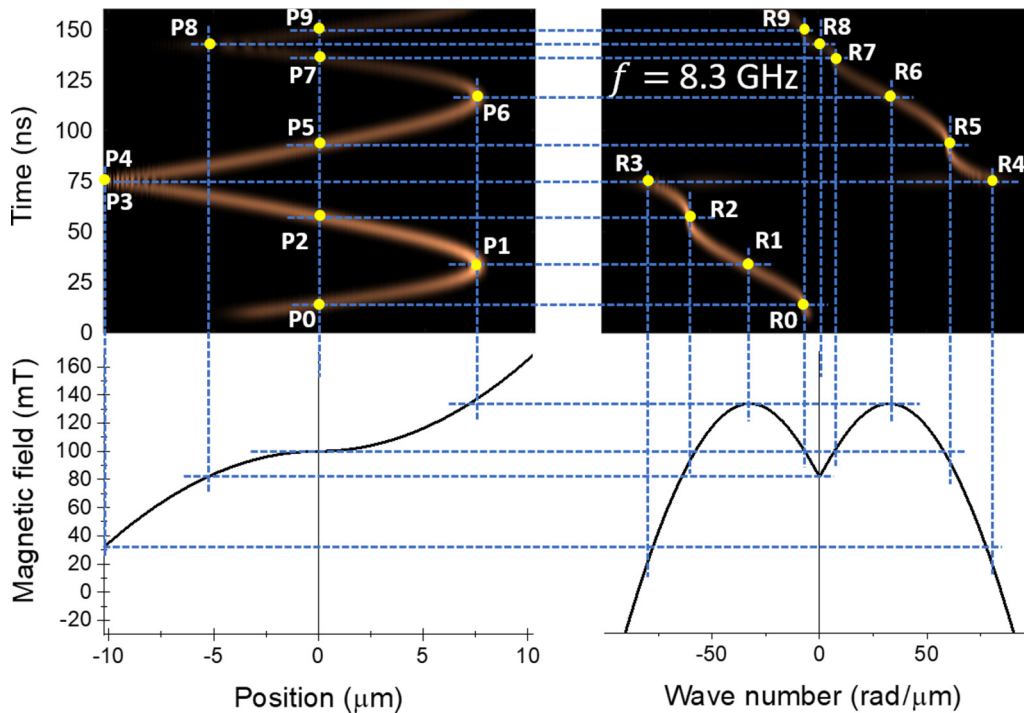 P8
P9
P7
P6
P5
P4
P3
P2
P1
P0
150
125
100
75
50
25
0
Time (ns)
R9
R8
R7
f = 8.3 GHz
R6
R5
R3
R4
R2
R1
R0
160
140
120
100
80
60
40
20
0
-20
Magnetic field (mT)
-10 -5 0 5 10
Position (μm)
-50 0 50
Wave number (rad/μm)